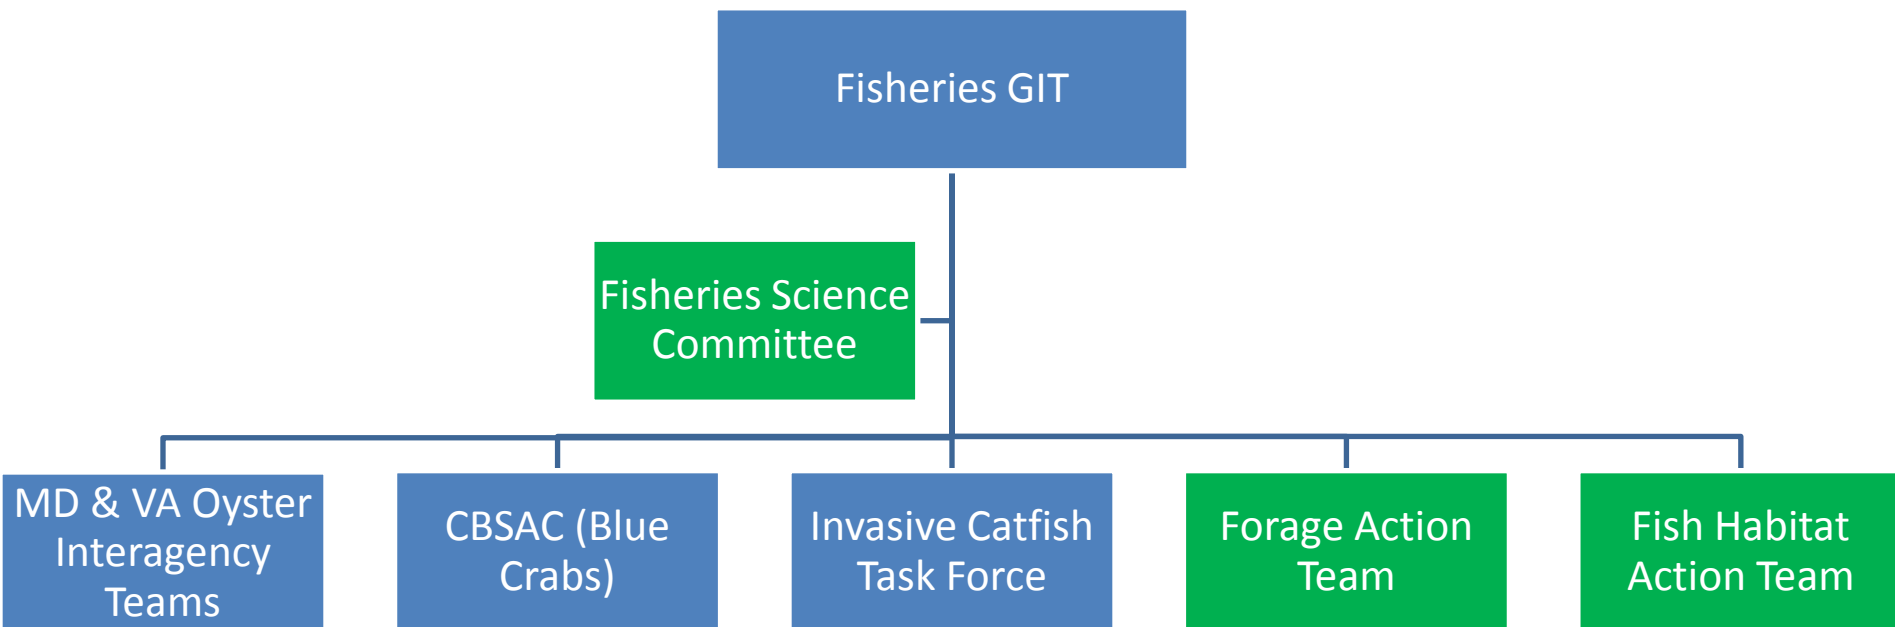 Fisheries GIT
Fisheries Science
Committee
MD & VA Oyster
Interagency
Teams
CBSAC (Blue
Crabs)
Invasive Catfish
Task Force
Forage Action
Team
Fish Habitat
Action Team